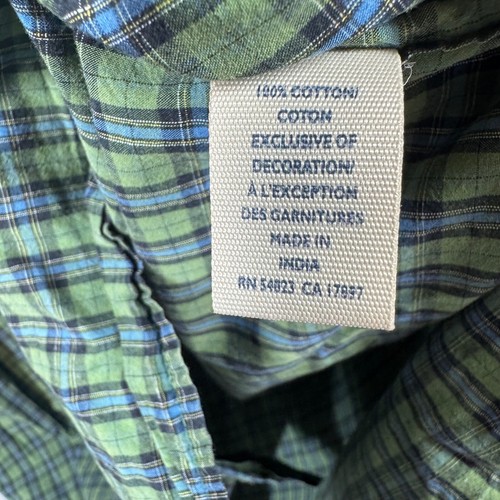 100% COTTON/
COTON
EXCLUSIVE OF
DECORATION/
À L'EXCEPTION
DES GARNITURES
MADE IN
INDIA
RN 54023 CA 17897